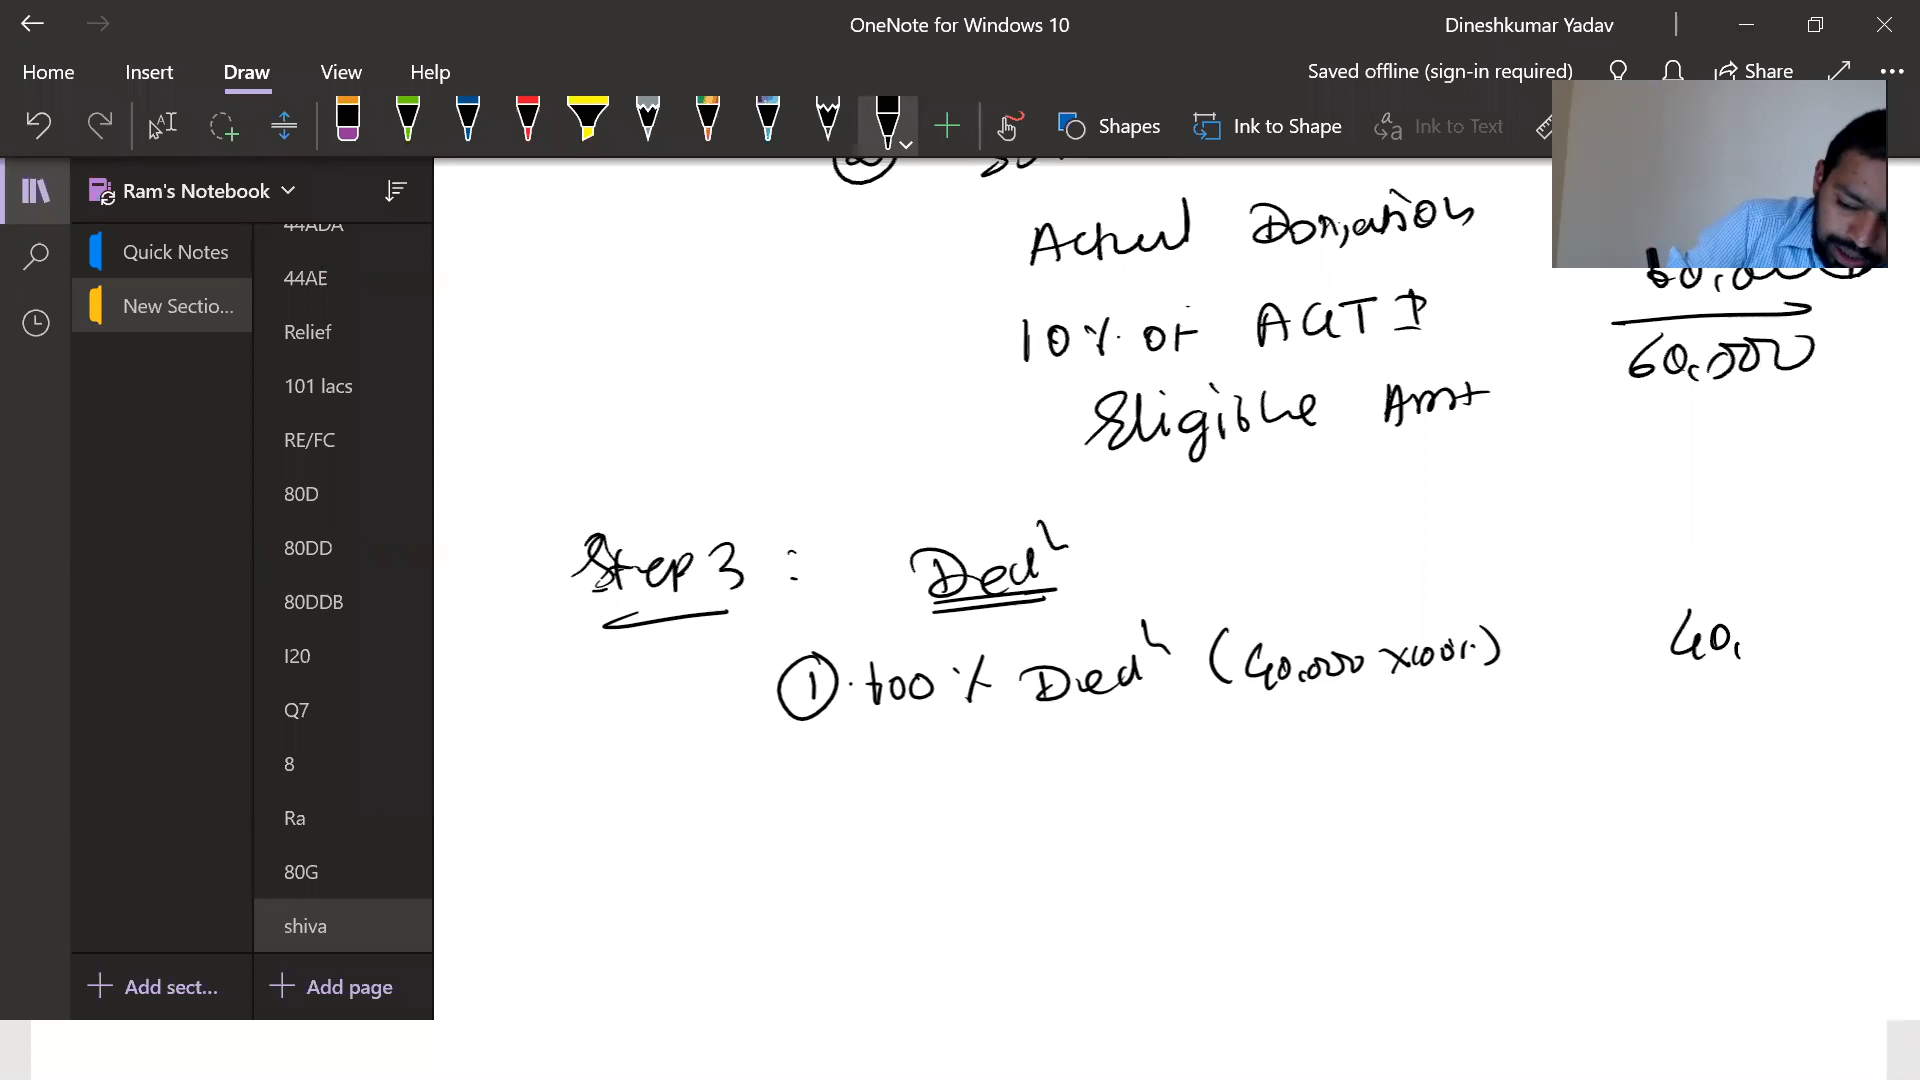 OneNote for Windows 10
Dineshkumar Yadav
Home Insert Draw View Help
Saved offline (sign-in required)
Share
Shapes
Ink to Shape
Ink to Text
Ram's Notebook
Quick Notes
New Sectio...
44ADA
44AE
Relief
101 lacs
RE/FC
80D
80DD
80DDB
I20
Q7
8
Ra
80G
shiva
Add sect...
Add page
Actual Donation
10% of AGTI
60,000
Eligible Amt
Step 3 : Ded^n
① 100% Ded^n (40,000 x 100%) 40,